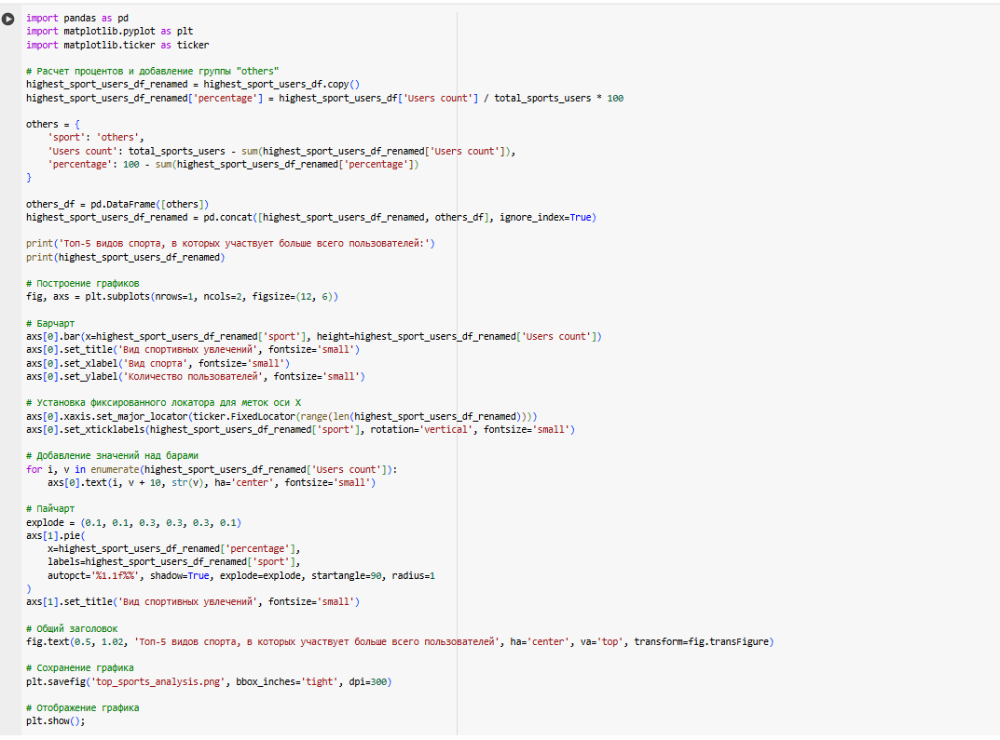 import pandas as pd
import matplotlib.pyplot as plt
import matplotlib.ticker as ticker
# Расчет процентов и добавление группы "others"
highest_sport_users_df_renamed = highest_sport_users_df.copy()
highest_sport_users_df_renamed['percentage'] = highest_sport_users_df['Users count'] / total_sports_users * 100
others = {
    'sport': 'others',
    'Users count': total_sports_users - sum(highest_sport_users_df_renamed['Users count']),
    'percentage': 100 - sum(highest_sport_users_df_renamed['percentage'])
}
others_df = pd.DataFrame([others])
highest_sport_users_df_renamed = pd.concat([highest_sport_users_df_renamed, others_df], ignore_index=True)
print('Топ-5 видов спорта, в которых участвует больше всего пользователей:')
print(highest_sport_users_df_renamed)
# Построение графиков
fig, axs = plt.subplots(nrows=1, ncols=2, figsize=(12, 6))
# Барчарт
axs[0].bar(x=highest_sport_users_df_renamed['sport'], height=highest_sport_users_df_renamed['Users count'])
axs[0].set_title('Вид спортивных увлечений', fontsize='small')
axs[0].set_xlabel('Вид спорта', fontsize='small')
axs[0].set_ylabel('Количество пользователей', fontsize='small')
# Установка фиксированного локатора для меток оси X
axs[0].xaxis.set_major_locator(ticker.FixedLocator(range(len(highest_sport_users_df_renamed))))
axs[0].set_xticklabels(highest_sport_users_df_renamed['sport'], rotation='vertical', fontsize='small')
# Добавление значений над барами
for i, v in enumerate(highest_sport_users_df_renamed['Users count']):
    axs[0].text(i, v + 10, str(v), ha='center', fontsize='small')
# Пайчарт
explode = (0.1, 0.1, 0.3, 0.3, 0.3, 0.1)
axs[1].pie(
    x=highest_sport_users_df_renamed['percentage'],
    labels=highest_sport_users_df_renamed['sport'],
    autopct='%1.1f%%', shadow=True, explode=explode, startangle=90, radius=1
)
axs[1].set_title('Вид спортивных увлечений', fontsize='small')
# Общий заголовок
fig.text(0.5, 1.02, 'Топ-5 видов спорта, в которых участвует больше всего пользователей', ha='center', va='top', transform=fig.transFigure)
# Сохранение графика
plt.savefig('top_sports_analysis.png', bbox_inches='tight', dpi=300)
# Отображение графика
plt.show();